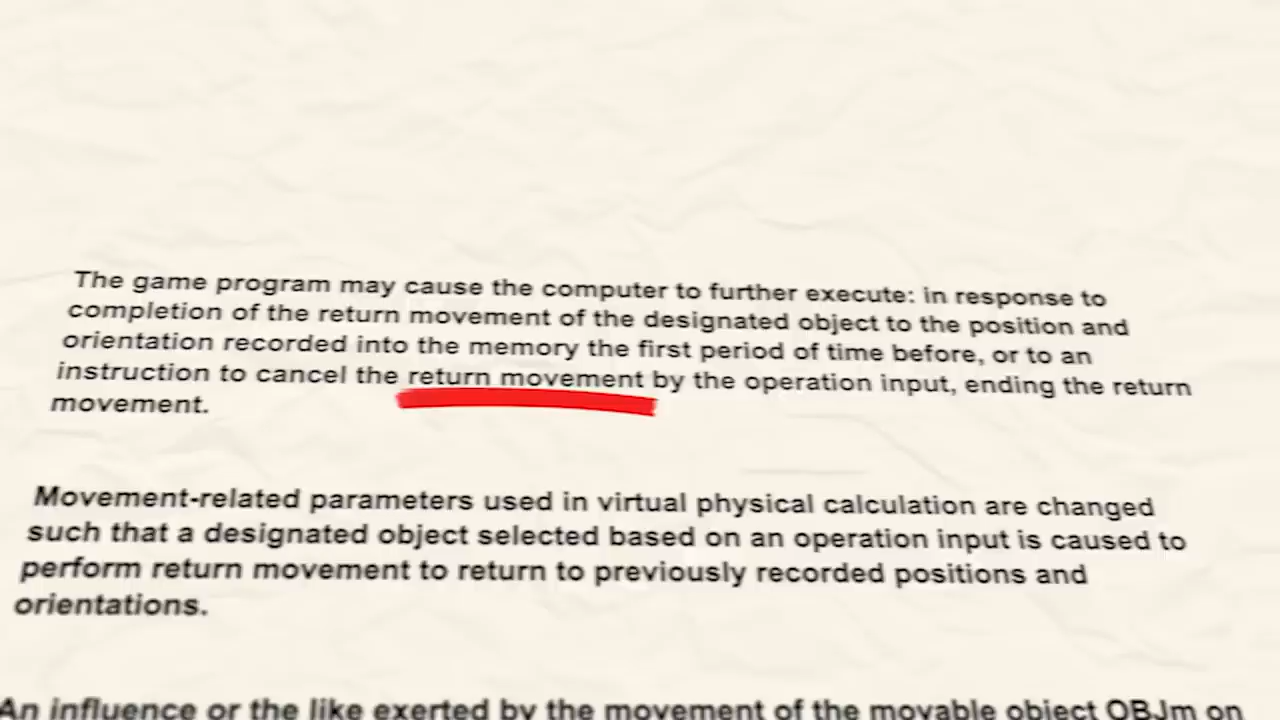 The game program may cause the computer to further execute: in response to
completion of the return movement of the designated object to the position and
orientation recorded into the memory the first period of time before, or to an
instruction to cancel the return movement by the operation input, ending the return
movement.
Movement-related parameters used in virtual physical calculation are changed
such that a designated object selected based on an operation input is caused to
perform return movement to return to previously recorded positions and
orientations.
An influence or the like exerted by the movement of the movable object OBJm on